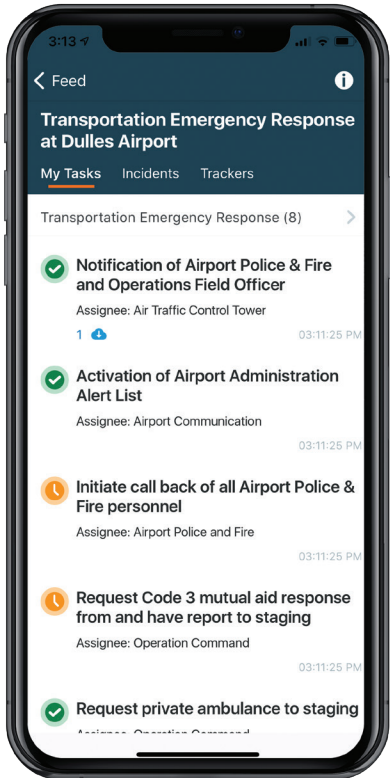 3:13
Feed
Transportation Emergency Response
at Dulles Airport
My Tasks Incidents Trackers
Transportation Emergency Response (8)
Notification of Airport Police & Fire
and Operations Field Officer
Assignee: Air Traffic Control Tower
1
03:11:25 PM
Activation of Airport Administration
Alert List
Assignee: Airport Communication
03:11:25 PM
Initiate call back of all Airport Police &
Fire personnel
Assignee: Airport Police and Fire
03:11:25 PM
Request Code 3 mutual aid response
from and have report to staging
Assignee: Operation Command
03:11:25 PM
Request private ambulance to staging
Assignee: Operation Command